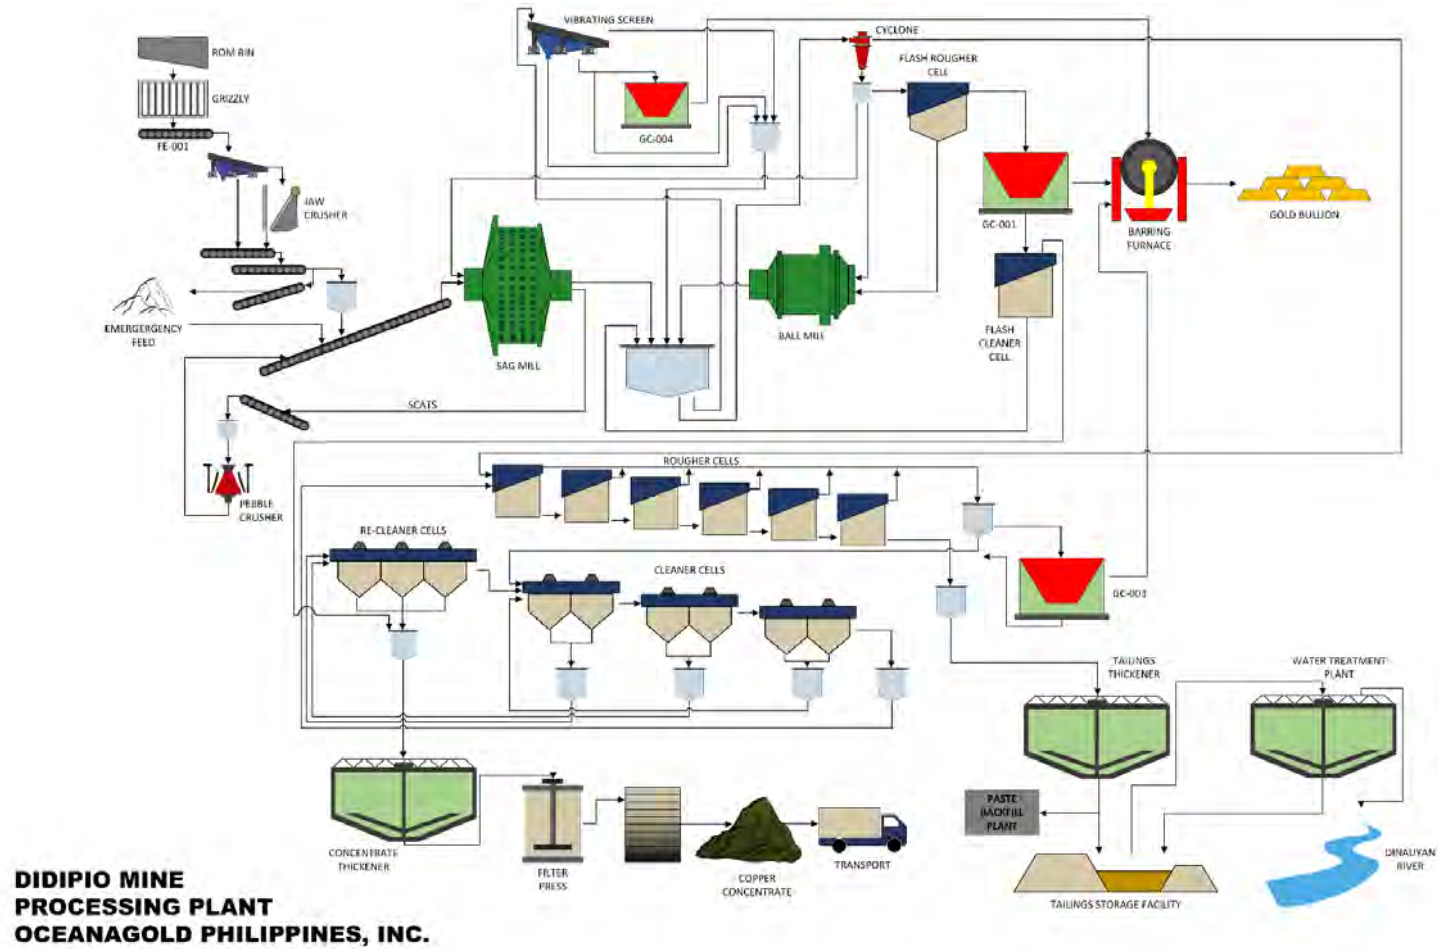 VIBRATING SCREEN
CYCLONE
ROM BIN
FLASH ROUGHER
CELL
GRIZZLY
FE-001
GC-004
JAW
CRUSHER
GC-001
BARRING
FURNACE
GOLD BULLION
EMERGERGENCY
FEED
SAG MILL
BALL MILL
FLASH
CLEANER
CELL
SCATS
ROUGHER CELLS
PEBBLE
CRUSHER
RE-CLEANER CELLS
CLEANER CELLS
GC-003
TAILINGS
THICKENER
WATER TREATMENT
PLANT
PASTE
BACKFILL
PLANT
CONCENTRATE
THICKENER
FILTER
PRESS
COPPER
CONCENTRATE
TRANSPORT
DINAUYAN
RIVER
TAILINGS STORAGE FACILITY
DIDIPIO MINE
PROCESSING PLANT
OCEANAGOLD PHILIPPINES, INC.